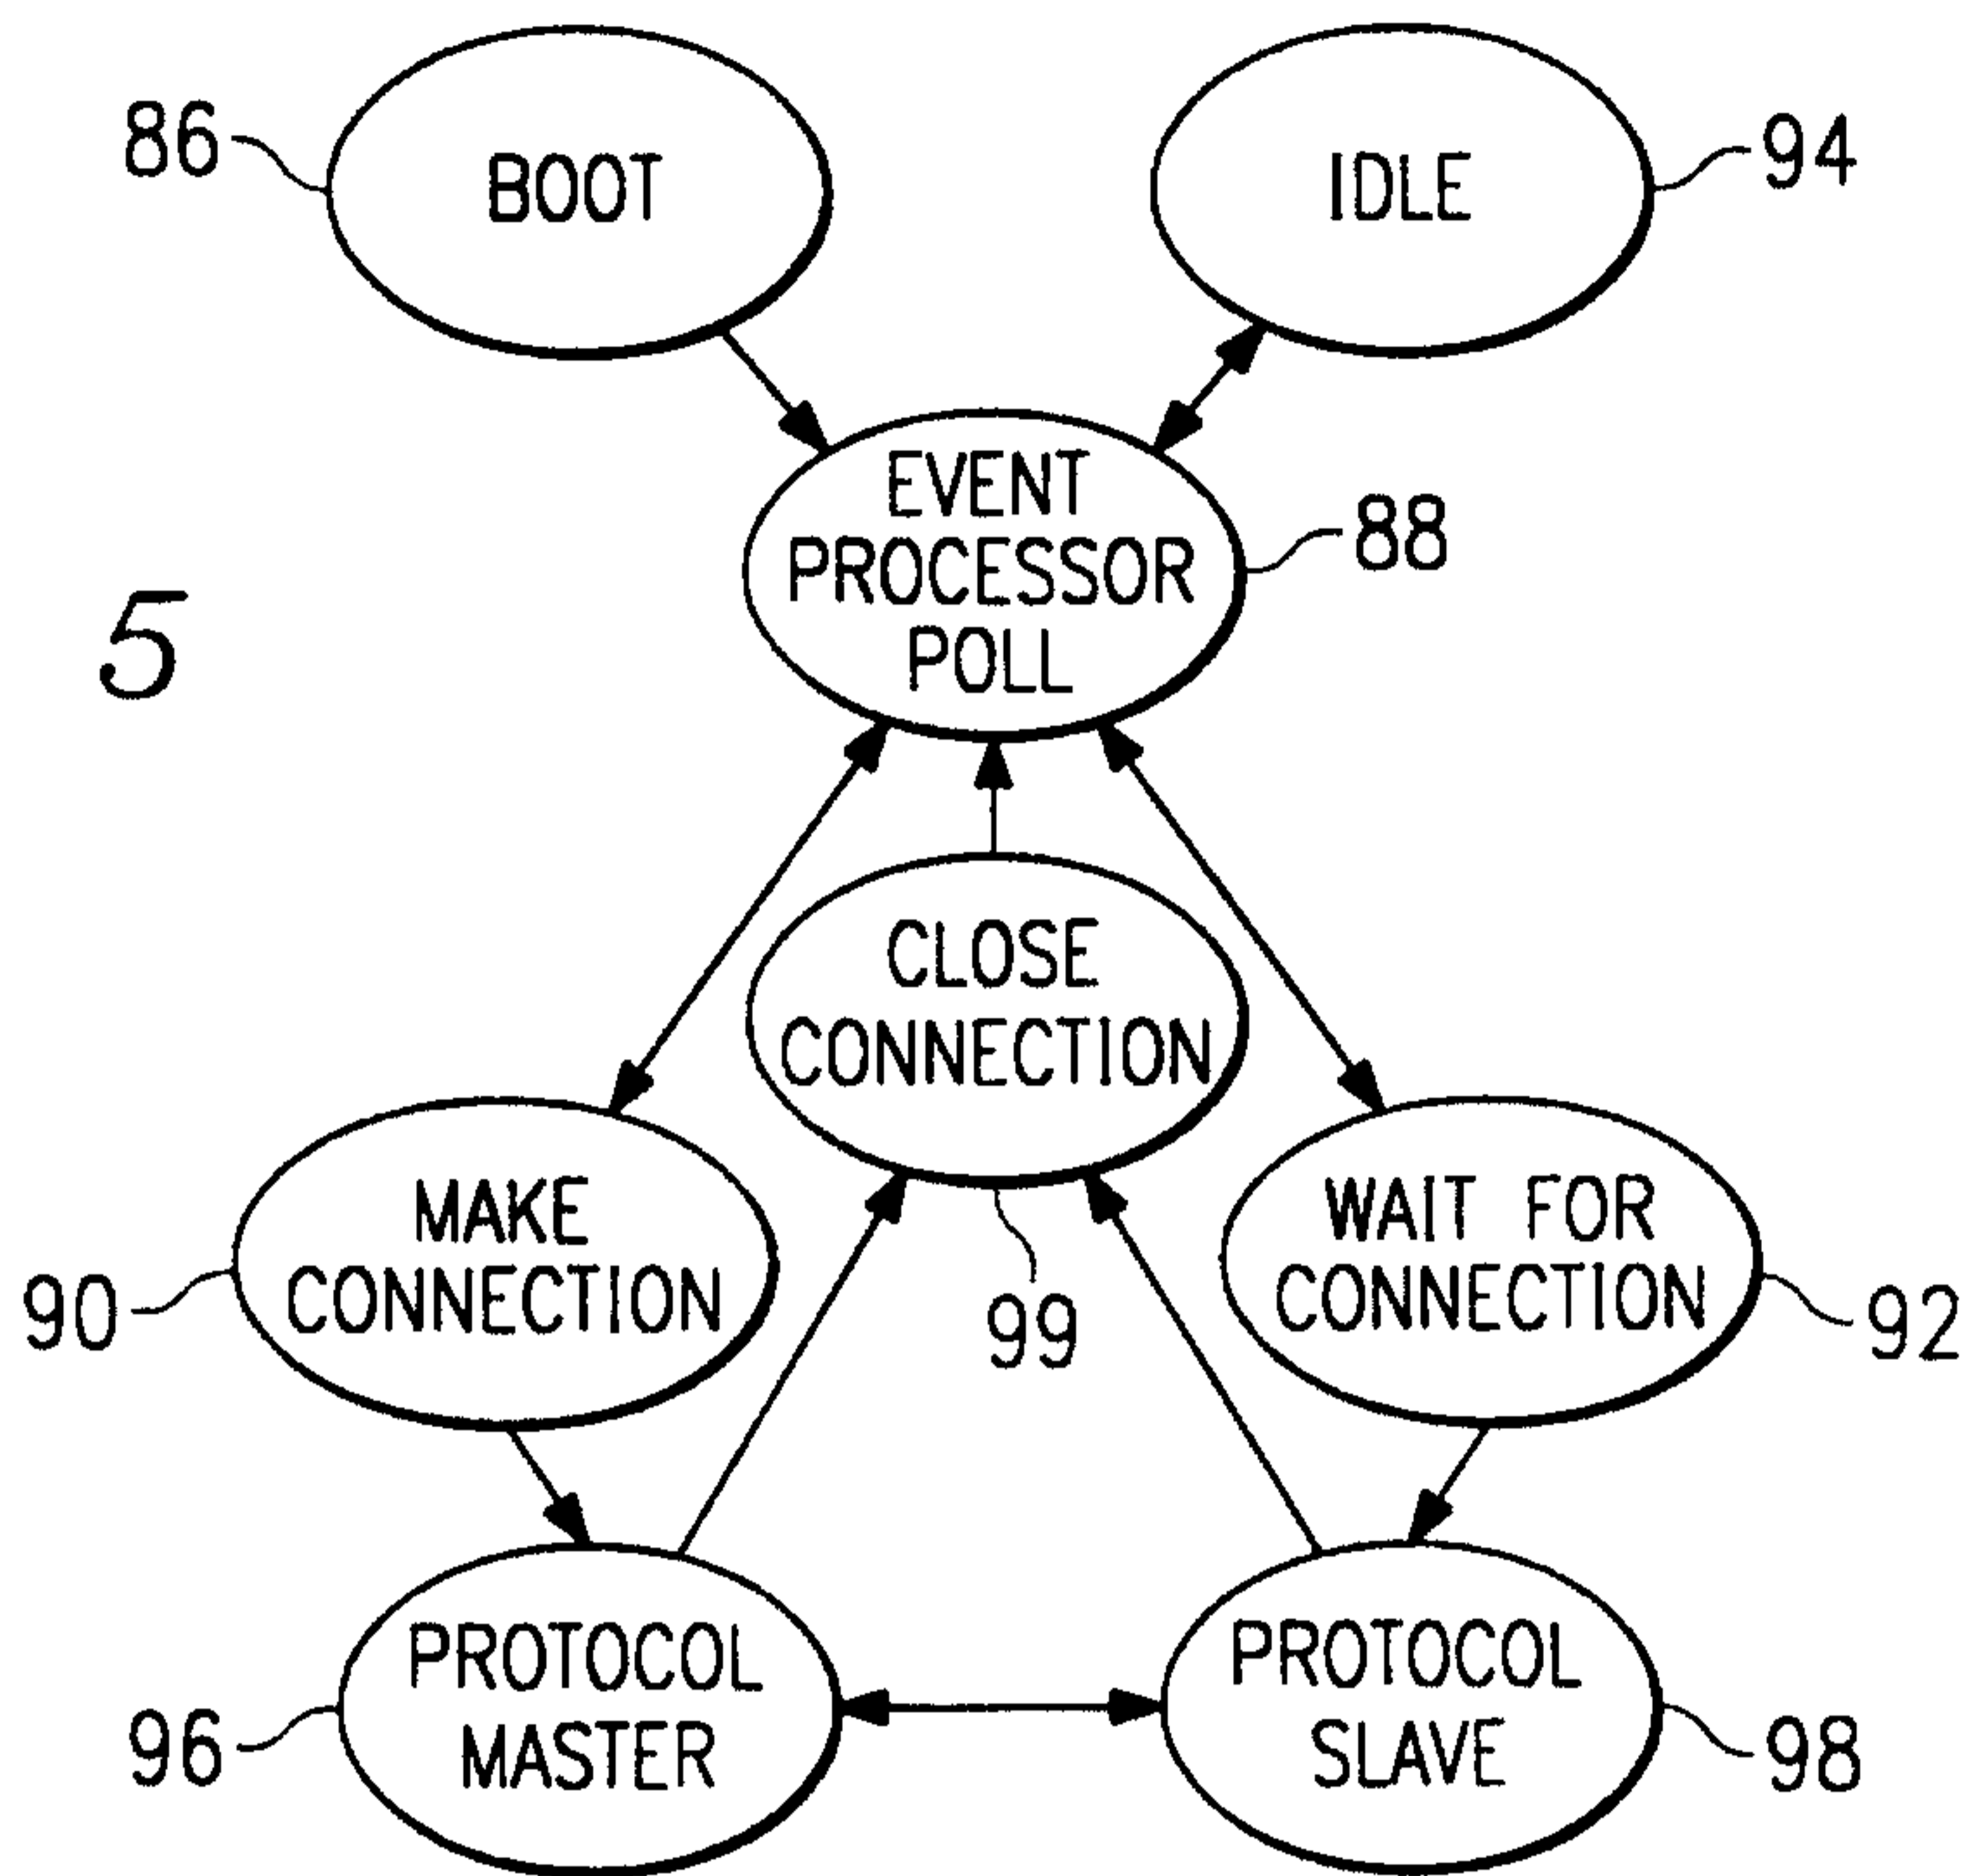 86
BOOT
IDLE
94
EVENT
PROCESSOR
POLL
88
5
CLOSE
CONNECTION
99
MAKE
CONNECTION
90
WAIT FOR
CONNECTION
92
PROTOCOL
MASTER
96
PROTOCOL
SLAVE
98